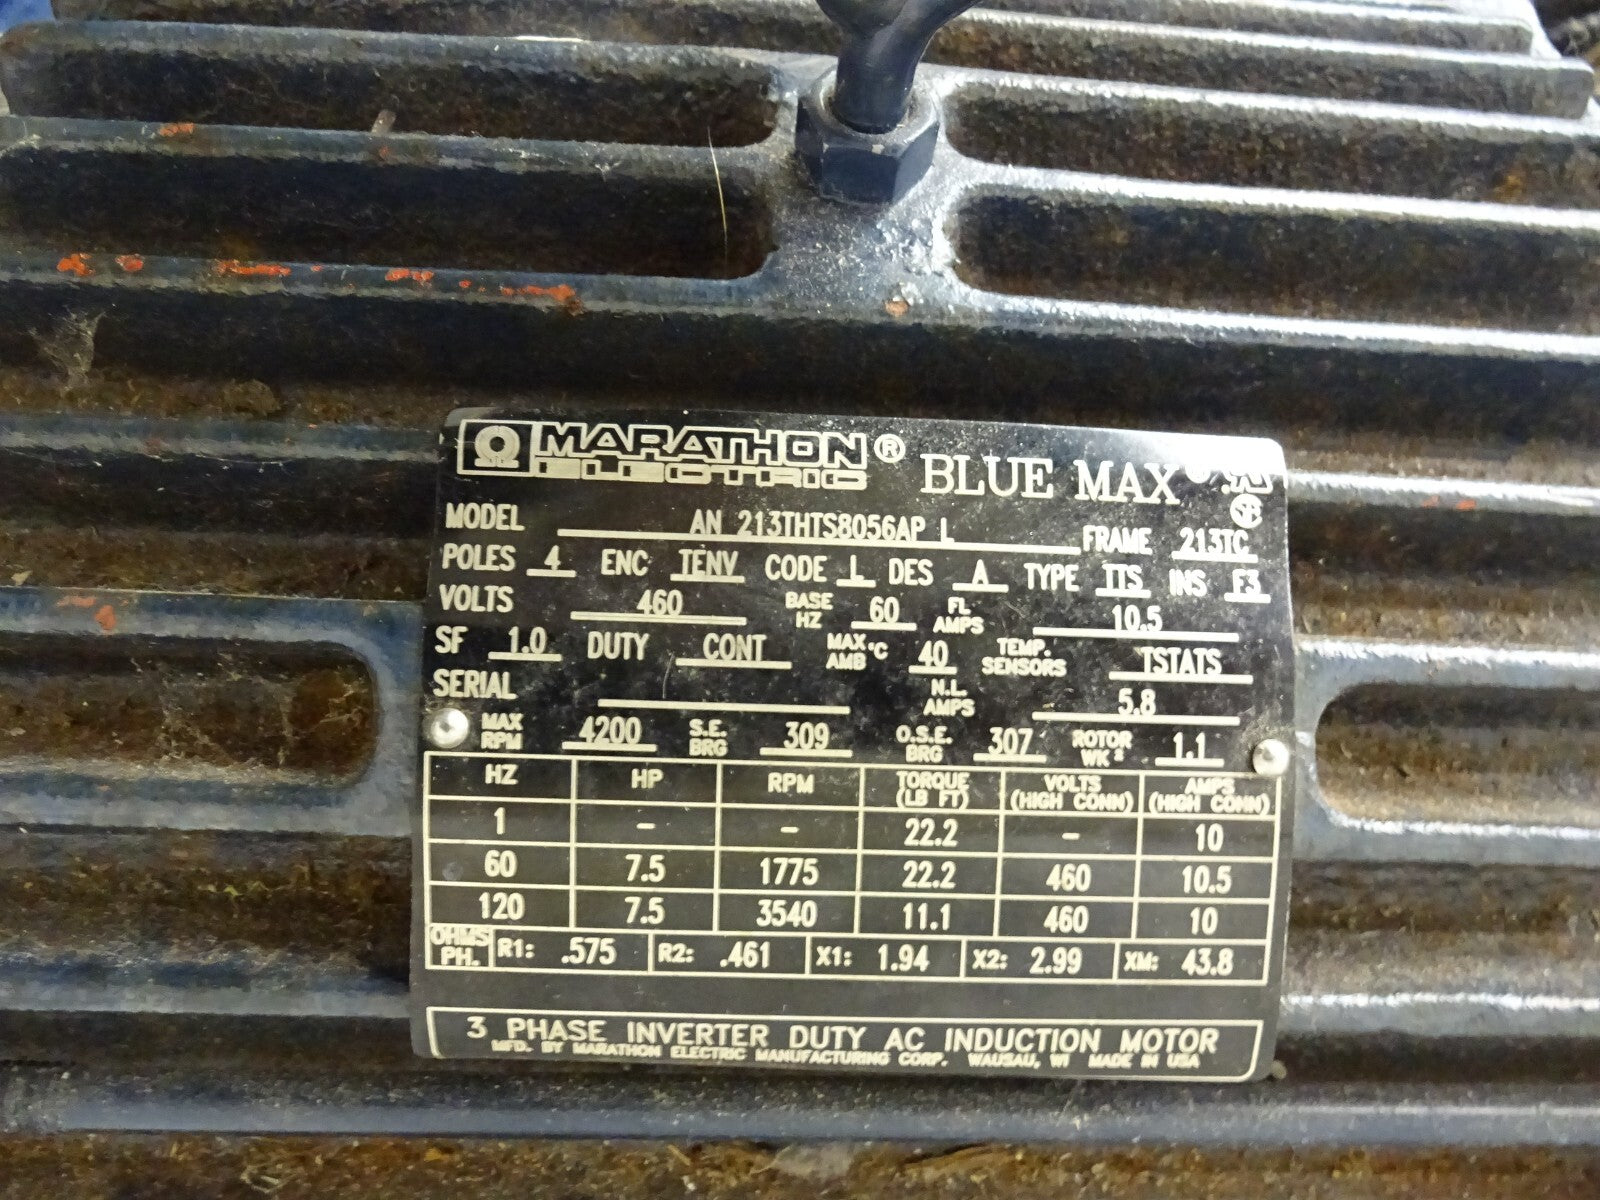 MARATHON ® BLUE MAX ®
ELECTRIC
MODEL AN 213THTS8056AP L FRAME 213TC
POLES 4 ENC TENV CODE L DES A TYPE TTS INS F3
VOLTS 460 BASE HZ 60 FL AMPS 10.5
SF 1.0 DUTY CONT MAX °C AMB 40 TEMP. SENSORS TSTATS
SERIAL N.L. AMPS 5.8
MAX RPM 4200 S.E. BRG 309 O.S.E. BRG 307 ROTOR WK² 1.1
HZ HP RPM TORQUE (LB FT) VOLTS (HIGH CONN) AMPS (HIGH CONN)
1 - - 22.2 - 10
60 7.5 1775 22.2 460 10.5
120 7.5 3540 11.1 460 10
OHMS PH. R1: .575 R2: .461 X1: 1.94 X2: 2.99 XM: 43.8
3 PHASE INVERTER DUTY AC INDUCTION MOTOR
MFD. BY MARATHON ELECTRIC MANUFACTURING CORP. WAUSAU, WI MADE IN USA